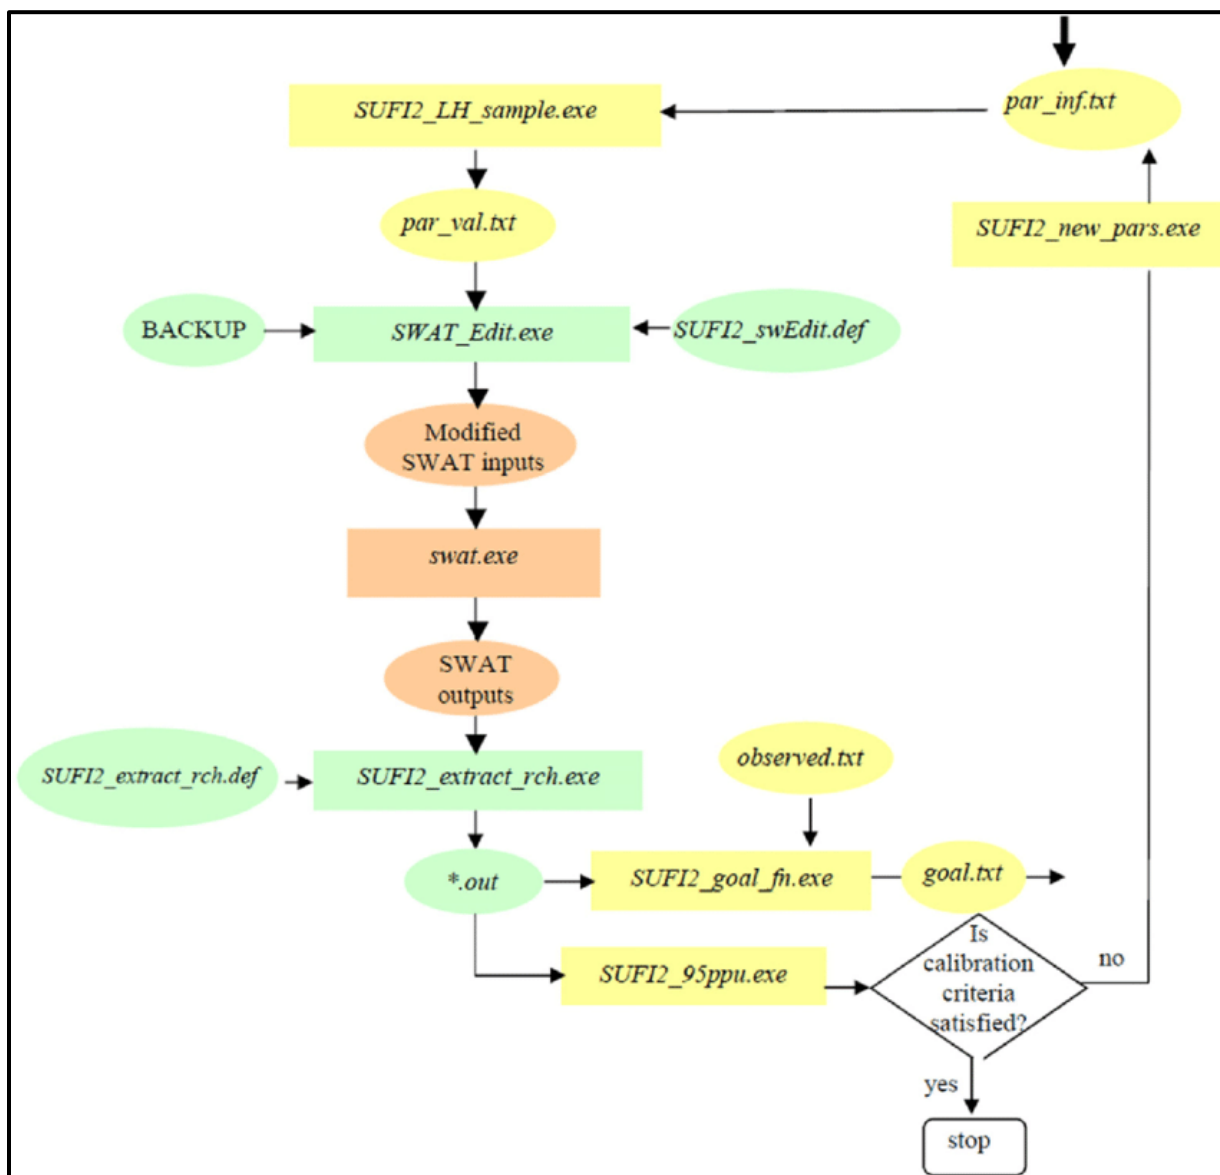 par_inf.txt
SUFI2_LH_sample.exe
par_val.txt
SUFI2_new_pars.exe
BACKUP
SWAT_Edit.exe
SUFI2_swEdit.def
Modified
SWAT inputs
swat.exe
SWAT
outputs
SUFI2_extract_rch.def
SUFI2_extract_rch.exe
observed.txt
*.out
SUFI2_goal_fn.exe
goal.txt
SUFI2_95ppu.exe
Is
calibration
criteria
satisfied?
no
yes
stop